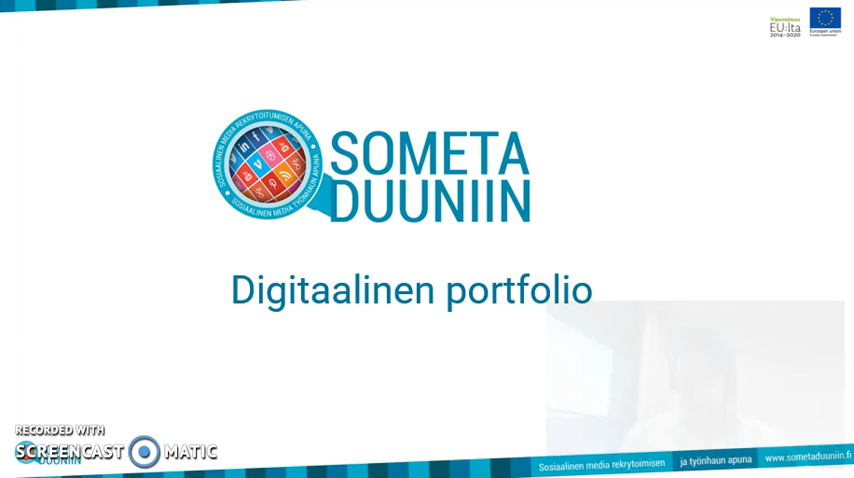 Vipuvoimaa
EU:lta
2014–2020
Euroopan unioni
SOSIAALINEN MEDIA REKRYTOITUMISEN APUNA
SOSIAALINEN MEDIA TYÖNHAUN APUNA
SOMETA
DUUNIIN
Digitaalinen portfolio
RECORDED WITH
SCREENCAST MATIC
DUUNIIN
Sosiaalinen media rekrytoimisen ja työnhaun apuna www.sometaduuniin.fi